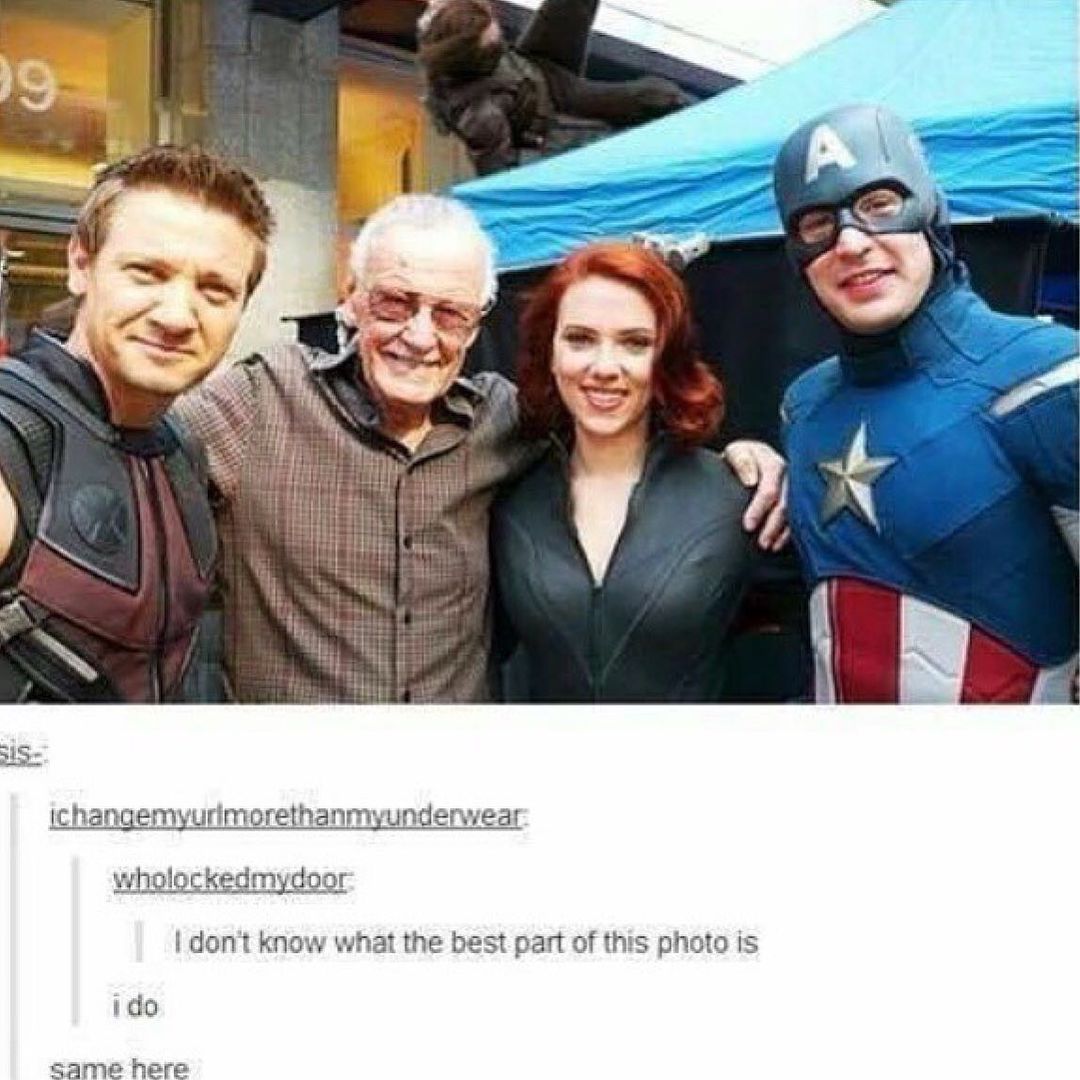 99
A
sis-:
ichangemyurlmorethanmyunderwear:
wholockedmydoor:
I don't know what the best part of this photo is
i do
same here